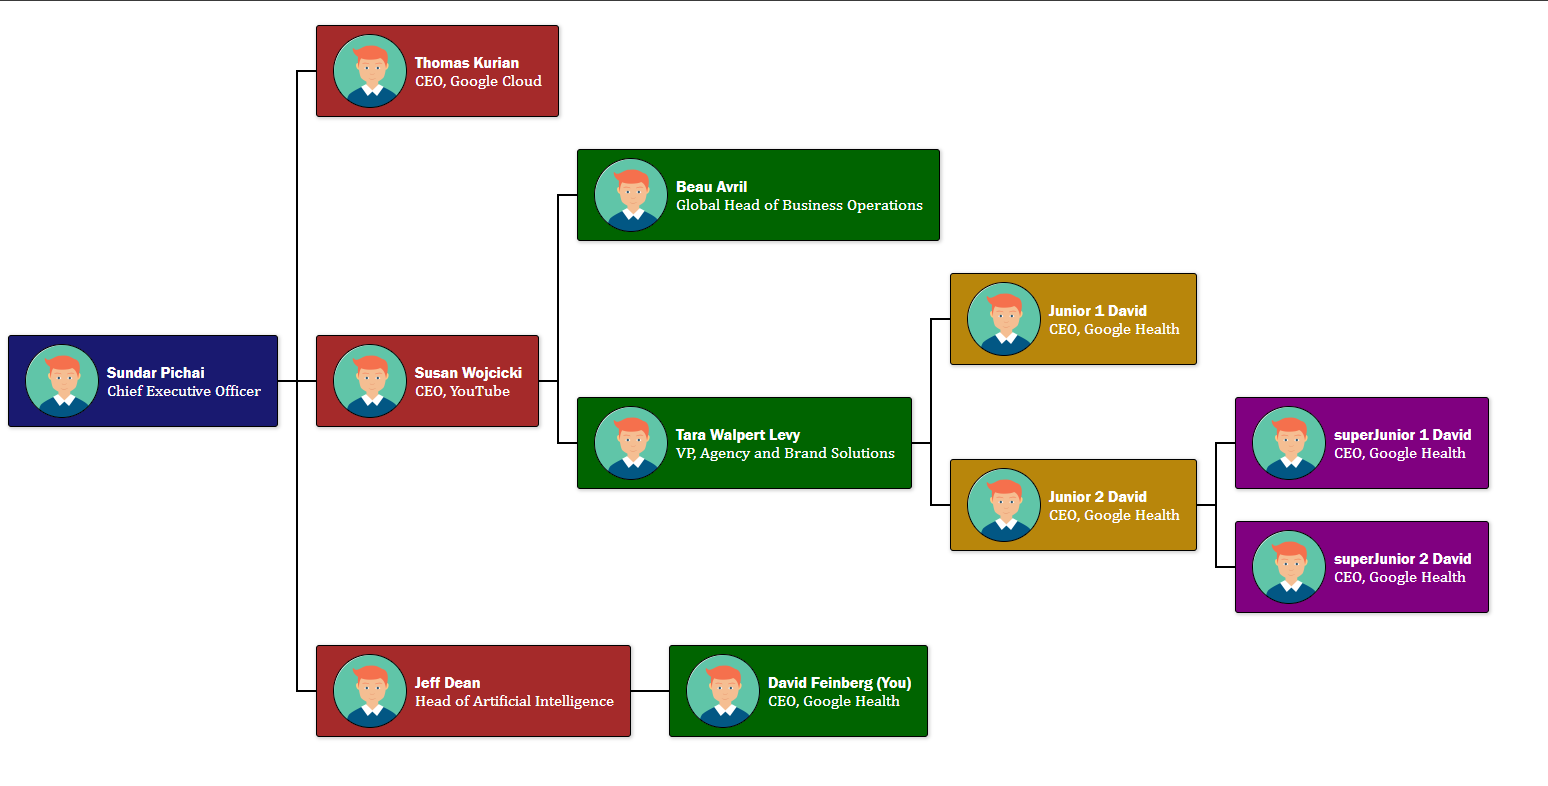 Thomas Kurian
CEO, Google Cloud
Beau Avril
Global Head of Business Operations
Junior 1 David
CEO, Google Health
Sundar Pichai
Chief Executive Officer
Susan Wojcicki
CEO, YouTube
Tara Walpert Levy
VP, Agency and Brand Solutions
superJunior 1 David
CEO, Google Health
Junior 2 David
CEO, Google Health
superJunior 2 David
CEO, Google Health
Jeff Dean
Head of Artificial Intelligence
David Feinberg (You)
CEO, Google Health